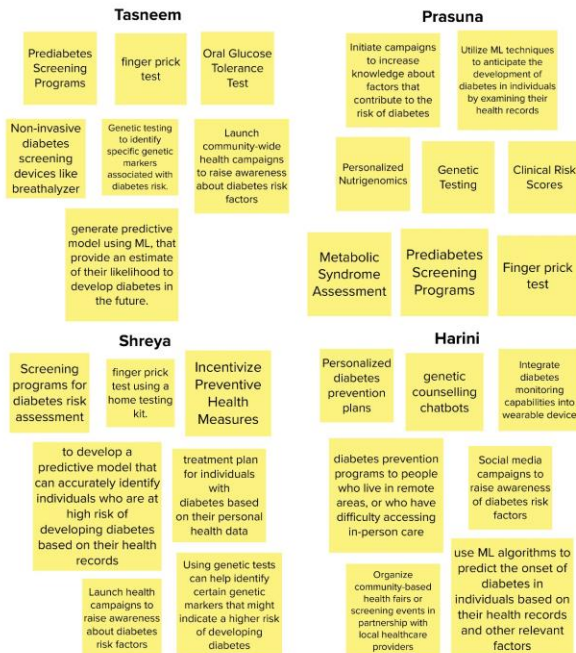 Tasneem
Prediabetes
Screening
Programs
finger prick
test
Oral Glucose
Tolerance
Test
Non-invasive
diabetes
screening
devices like
breathalyzer
Genetic testing
to identify
specific genetic
markers
associated with
diabetes risk.
Launch
community-wide
health campaigns
to raise awareness
about diabetes risk
factors
generate predictive
model using ML, that
provide an estimate
of their likelihood to
develop diabetes in
the future.
Prasuna
Initiate campaigns
to increase
knowledge about
factors that
contribute to the
risk of diabetes
Utilize ML techniques
to anticipate the
development of
diabetes in
individuals by
examining their
health records
Personalized
Nutrigenomics
Genetic
Testing
Clinical Risk
Scores
Metabolic
Syndrome
Assessment
Prediabetes
Screening
Programs
Finger prick
test
Shreya
Screening
programs for
diabetes risk
assessment
finger prick
test using a
home testing
kit.
Incentivize
Preventive
Health
Measures
to develop a
predictive model that
can accurately identify
individuals who are at
high risk of
developing diabetes
based on their health
records
treatment plan
for individuals
with
diabetes based
on their personal
health data
Launch health
campaigns to
raise awareness
about diabetes
risk factors
Using genetic tests
can help identify
certain genetic
markers that might
indicate a higher risk
of developing
diabetes
Harini
Personalized
diabetes
prevention
plans
genetic
counselling
chatbots
Integrate
diabetes
monitoring
capabilities into
wearable device
diabetes prevention
programs to people
who live in remote
areas, or who have
difficulty accessing
in-person care
Social media
campaigns to
raise awareness
of diabetes risk
factors
Organize
community-based
health fairs or
screening events in
partnership with
local healthcare
providers
use ML algorithms to
predict the onset of
diabetes in
individuals based on
their health records
and other relevant
factors